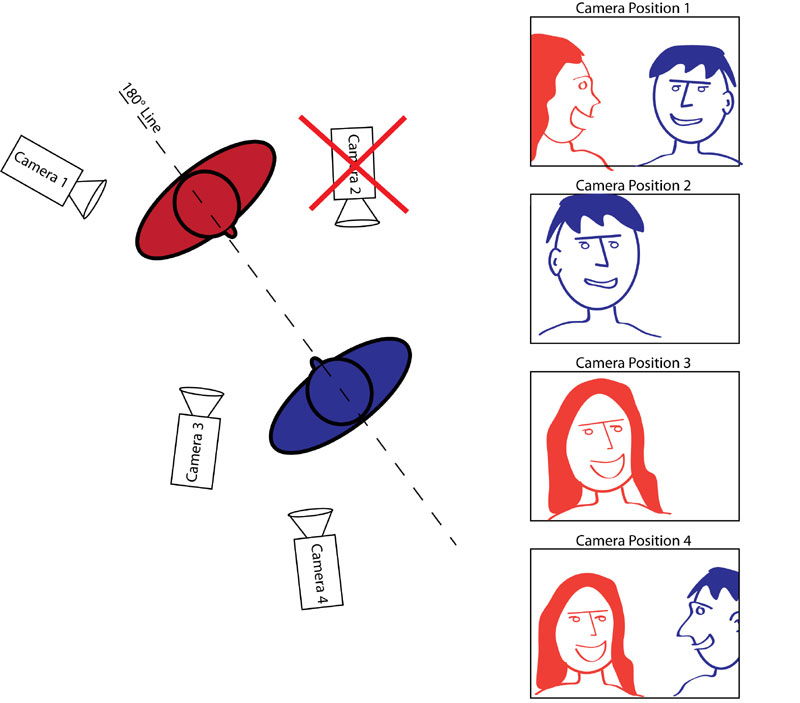 180° Line
Camera 1
Camera 2
Camera 3
Camera 4
Camera Position 1
Camera Position 2
Camera Position 3
Camera Position 4